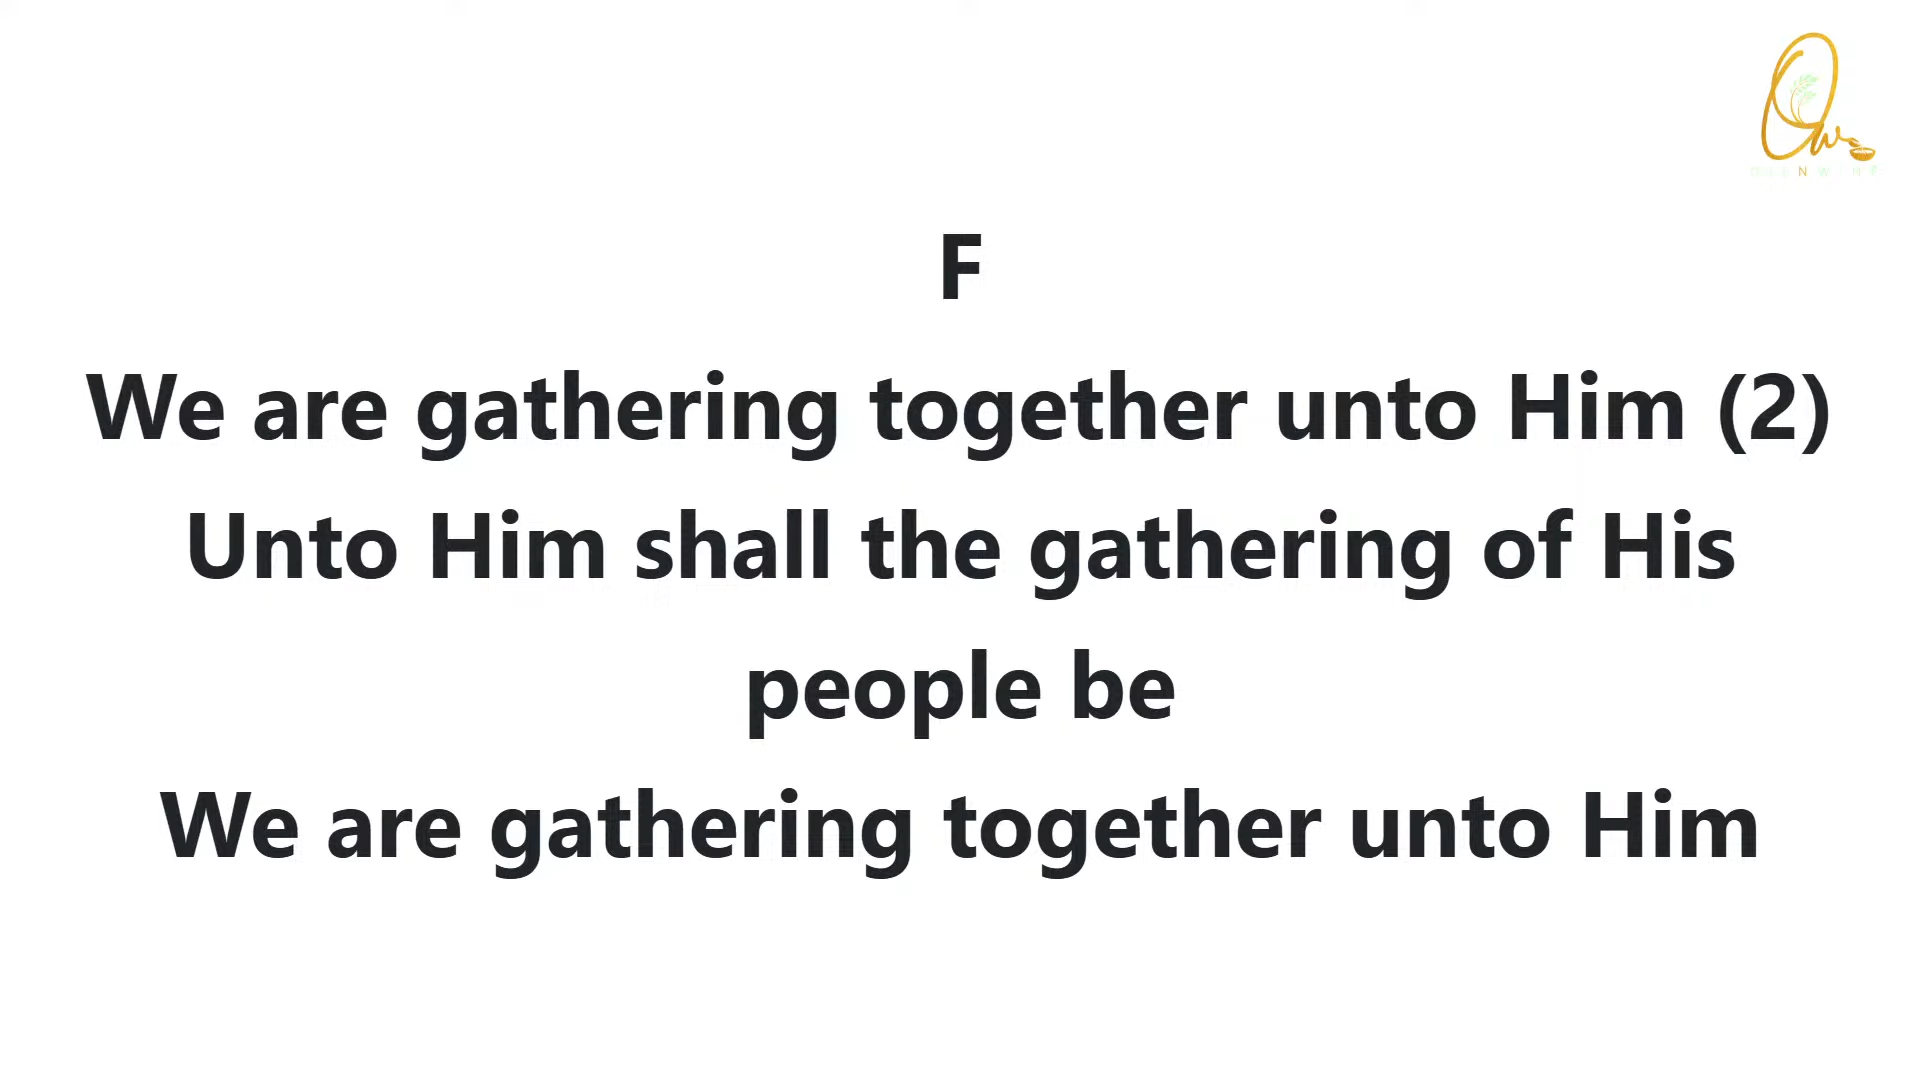 F
We are gathering together unto Him (2)
Unto Him shall the gathering of His
people be
We are gathering together unto Him